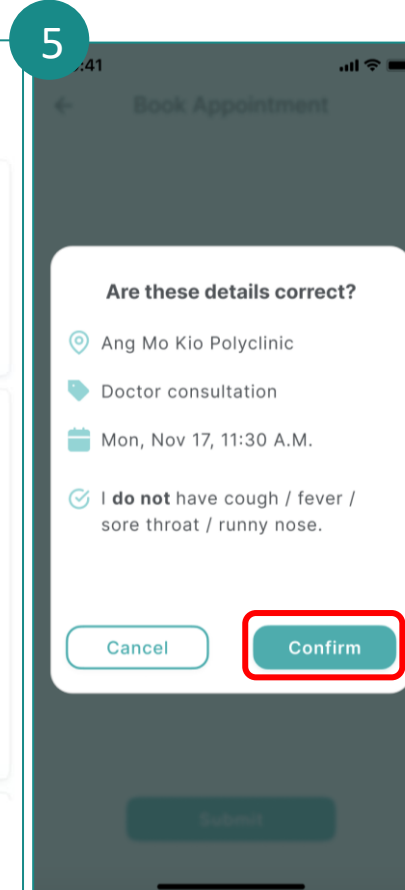 5
:41
Book Appointment
Are these details correct?
Ang Mo Kio Polyclinic
Doctor consultation
Mon, Nov 17, 11:30 A.M.
I do not have cough / fever /
sore throat / runny nose.
Cancel
Confirm
Submit